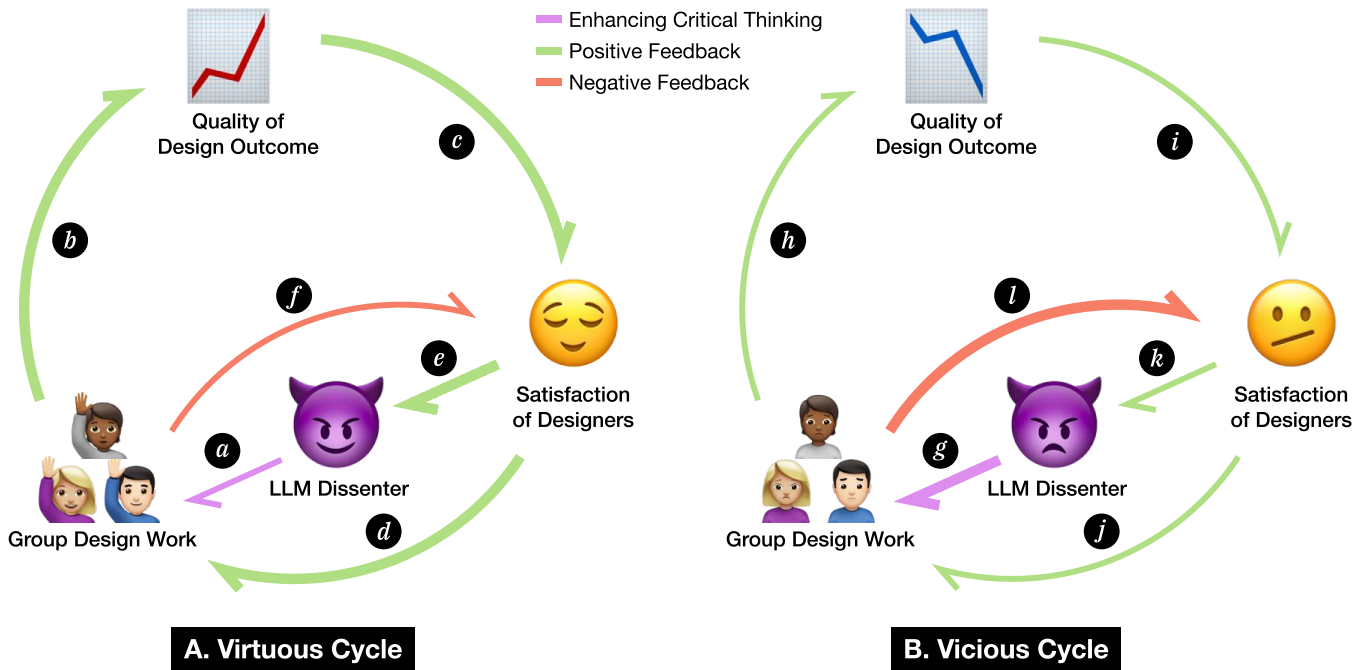 Enhancing Critical Thinking
Positive Feedback
Negative Feedback
Quality of
Design Outcome
c
b
f
e
Satisfaction
of Designers
a
LLM Dissenter
d
Group Design Work
A. Virtuous Cycle
Quality of
Design Outcome
i
h
l
k
Satisfaction
of Designers
g
LLM Dissenter
j
Group Design Work
B. Vicious Cycle